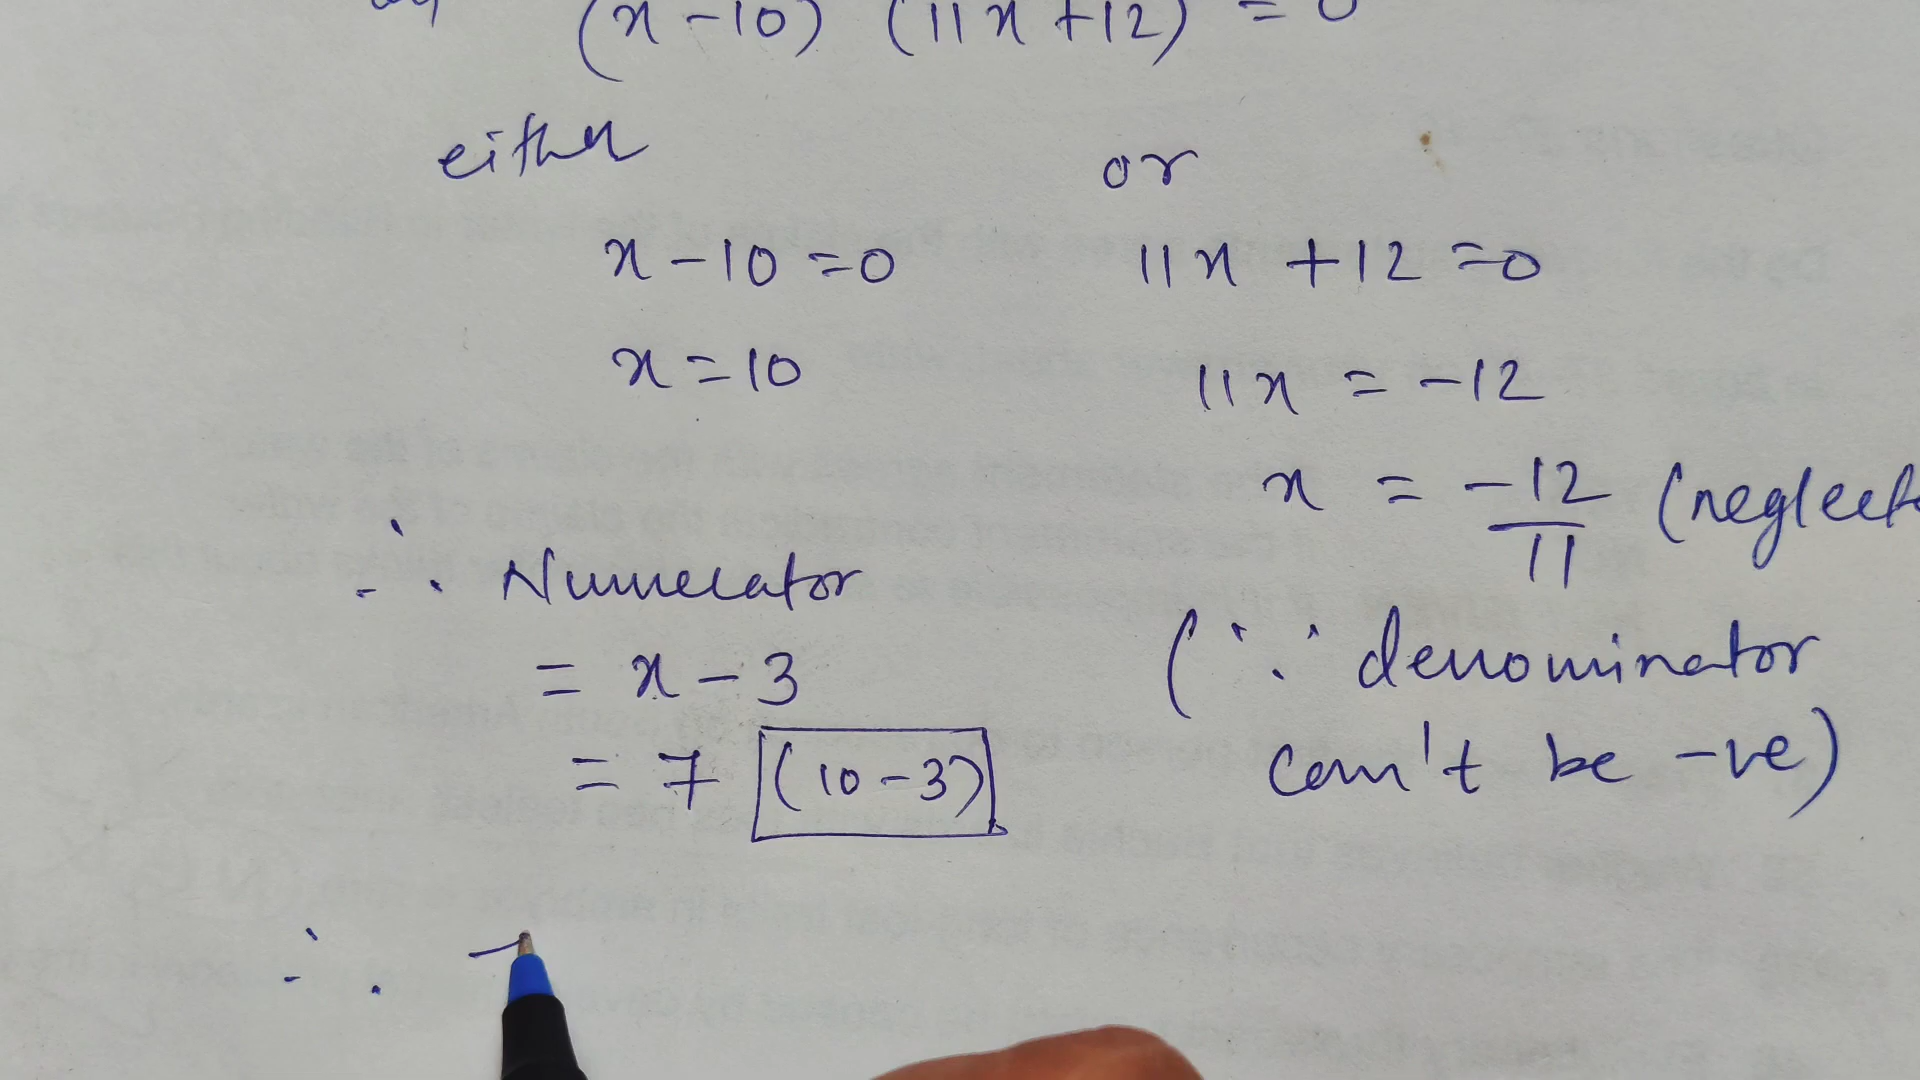 (x-10) (11x+12) = 0
either or
x-10=0 11x +12=0
x=10 11x = -12
x = -12/11 (neglect
∴ Numerator
= x-3 (∵ denominator
= 7 (10-3) can't be -ve)
∴